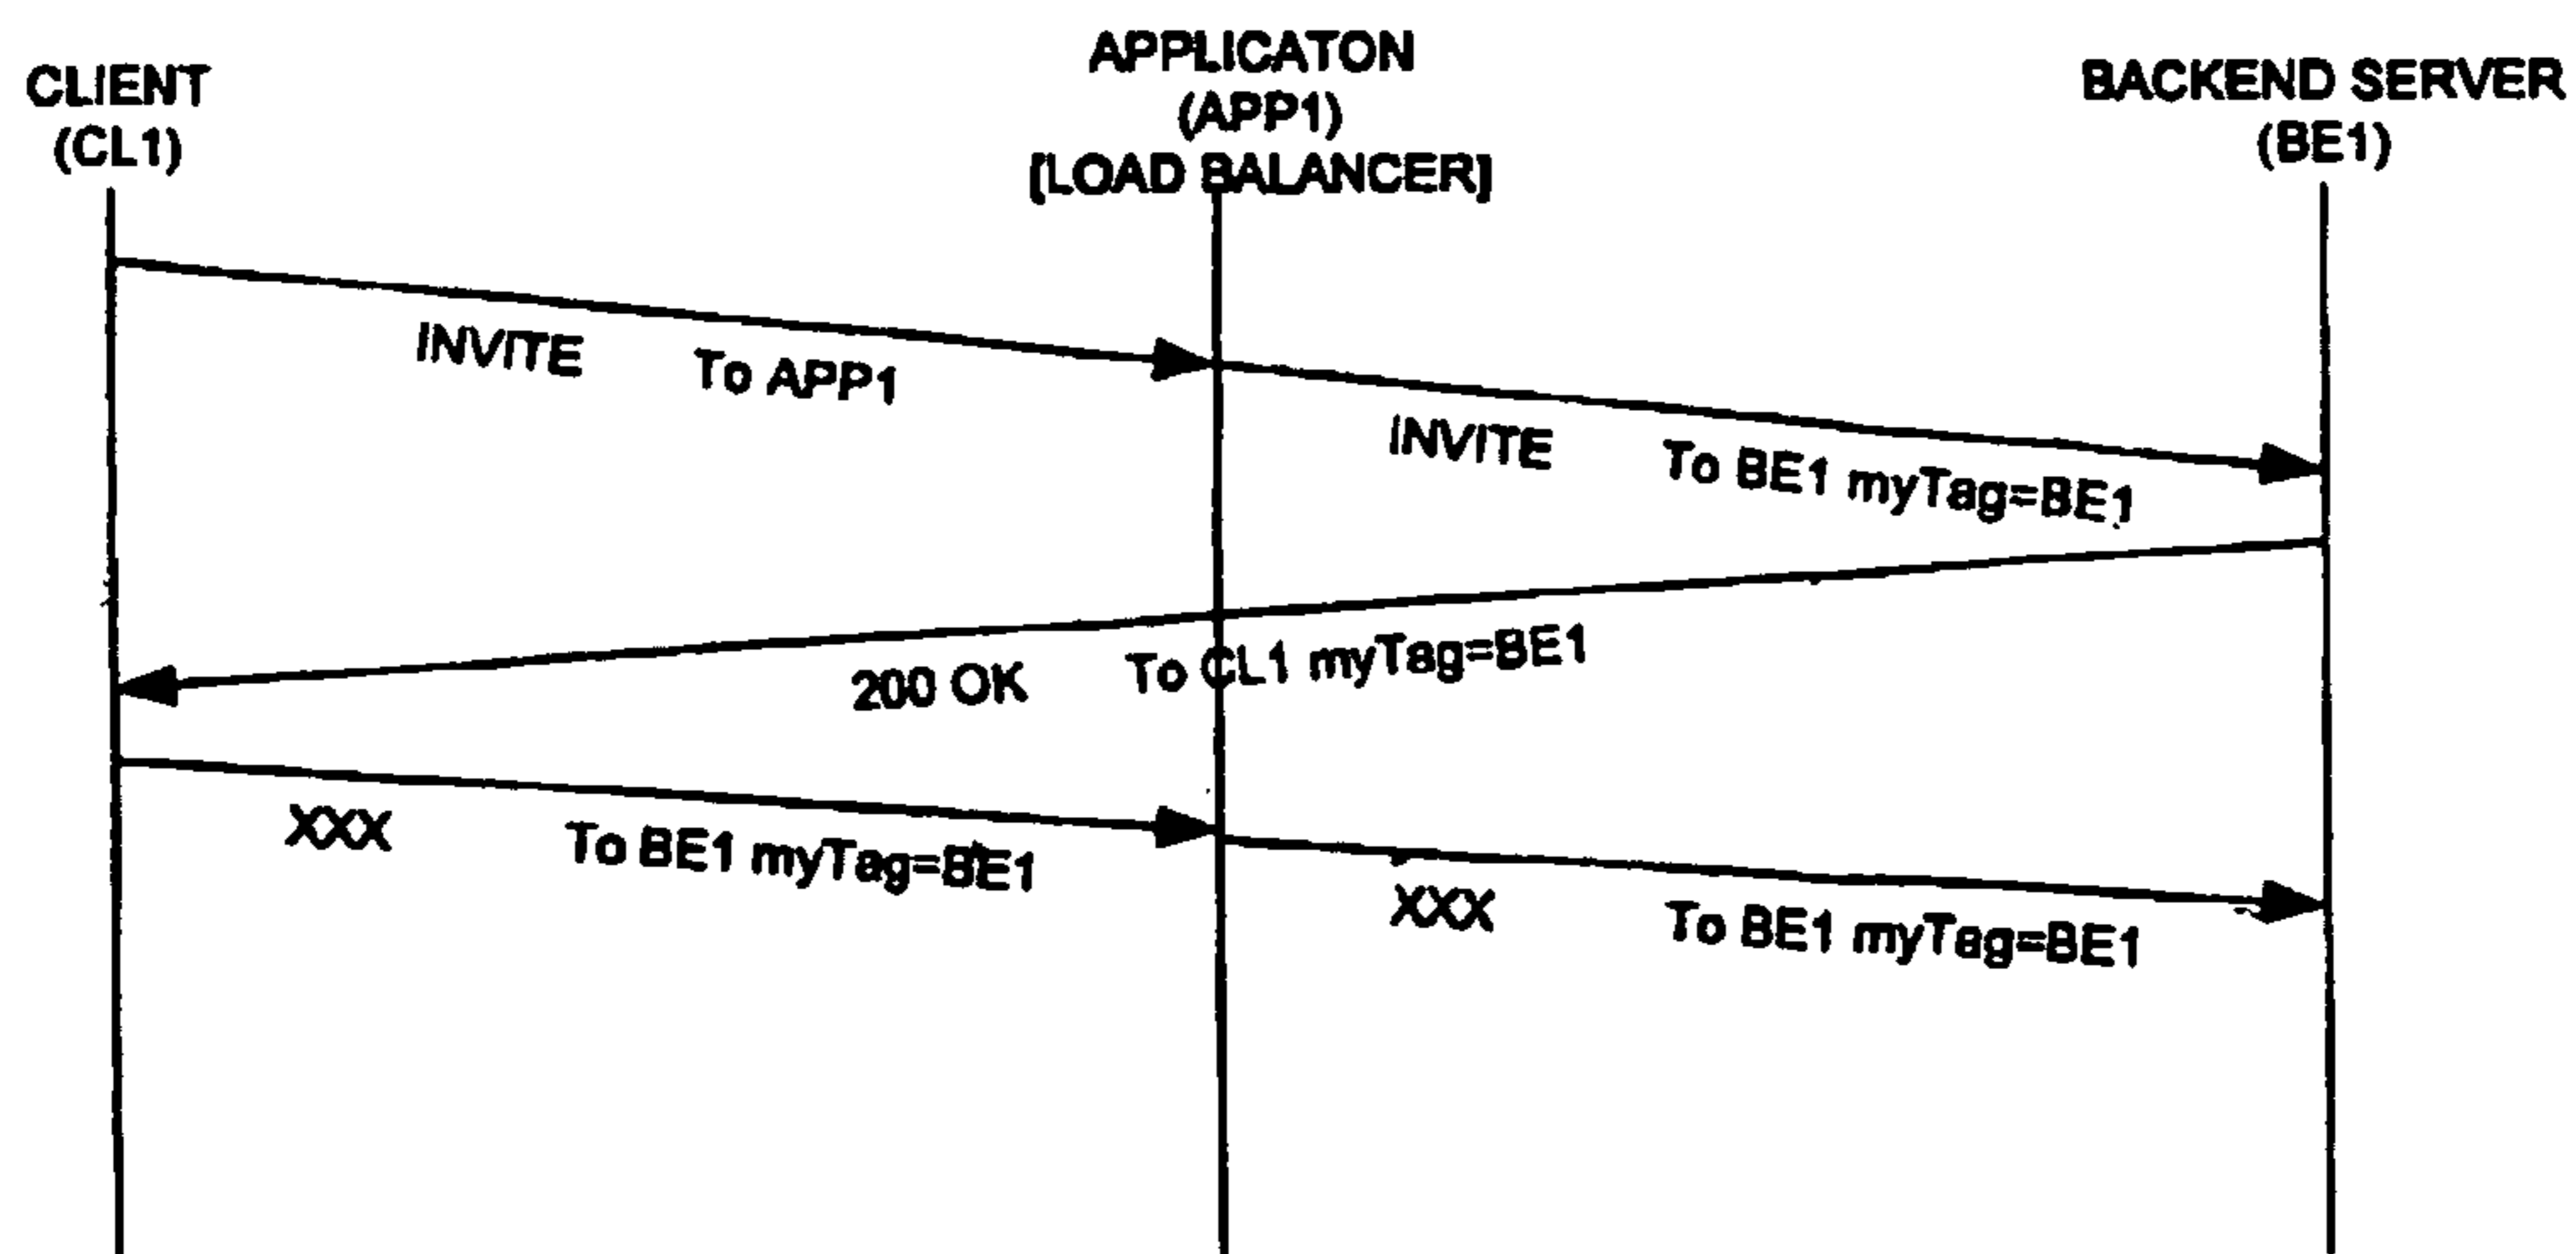 CLIENT
(CL1)
APPLICATON
(APP1)
[LOAD BALANCER]
BACKEND SERVER
(BE1)
INVITE To APP1
INVITE To BE1 myTag=BE1
200 OK To CL1 myTag=BE1
XXX To BE1 myTag=BE1
XXX To BE1 myTag=BE1